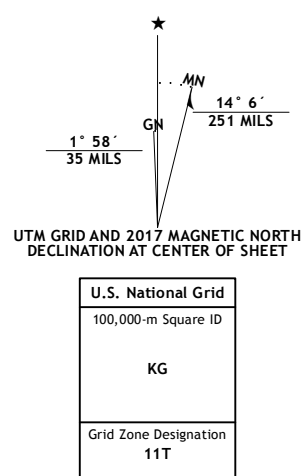 ★
MN
GN
1° 58´
35 MILS
14° 6´
251 MILS
UTM GRID AND 2017 MAGNETIC NORTH
DECLINATION AT CENTER OF SHEET
U.S. National Grid
100,000-m Square ID
KG
Grid Zone Designation
11T